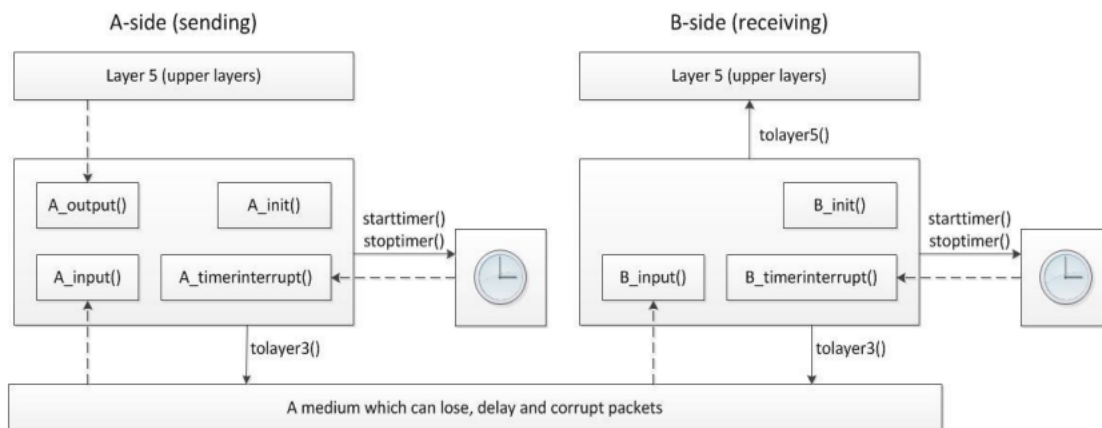 A-side (sending)
B-side (receiving)
Layer 5 (upper layers)
Layer 5 (upper layers)
tolayer5()
A_output()
A_init()
B_init()
starttimer()
stoptimer()
starttimer()
stoptimer()
A_input()
A_timerinterrupt()
B_input()
B_timerinterrupt()
tolayer3()
tolayer3()
A medium which can lose, delay and corrupt packets